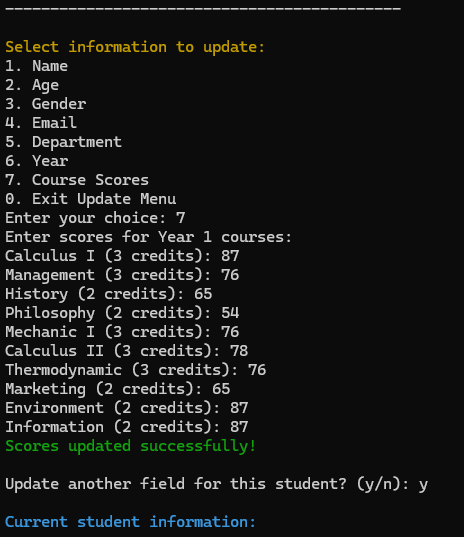 --------------------------------------------
Select information to update:
1. Name
2. Age
3. Gender
4. Email
5. Department
6. Year
7. Course Scores
0. Exit Update Menu
Enter your choice: 7
Enter scores for Year 1 courses:
Calculus I (3 credits): 87
Management (3 credits): 76
History (2 credits): 65
Philosophy (2 credits): 54
Mechanic I (3 credits): 76
Calculus II (3 credits): 78
Thermodynamic (3 credits): 76
Marketing (2 credits): 65
Environment (2 credits): 87
Information (2 credits): 87
Scores updated successfully!
Update another field for this student? (y/n): y
Current student information: